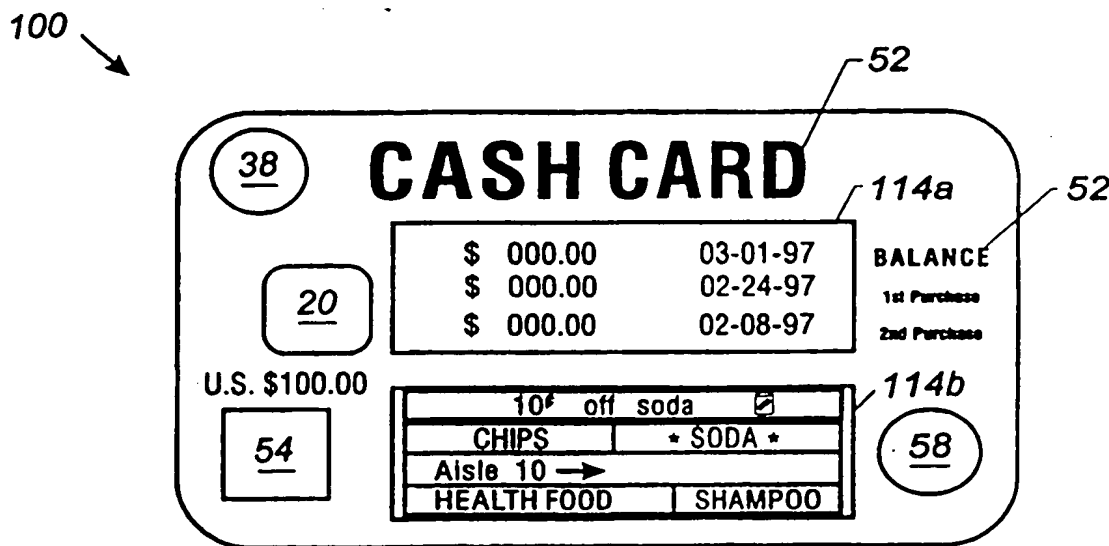 100
52
38 CASH CARD
114a 52
$ 000.00 03-01-97 BALANCE
$ 000.00 02-24-97 1st Purchase
20
$ 000.00 02-08-97 2nd Purchase
U.S. $100.00
114b
10¢ off soda
CHIPS * SODA *
54 58
Aisle 10 →
HEALTH FOOD SHAMPOO